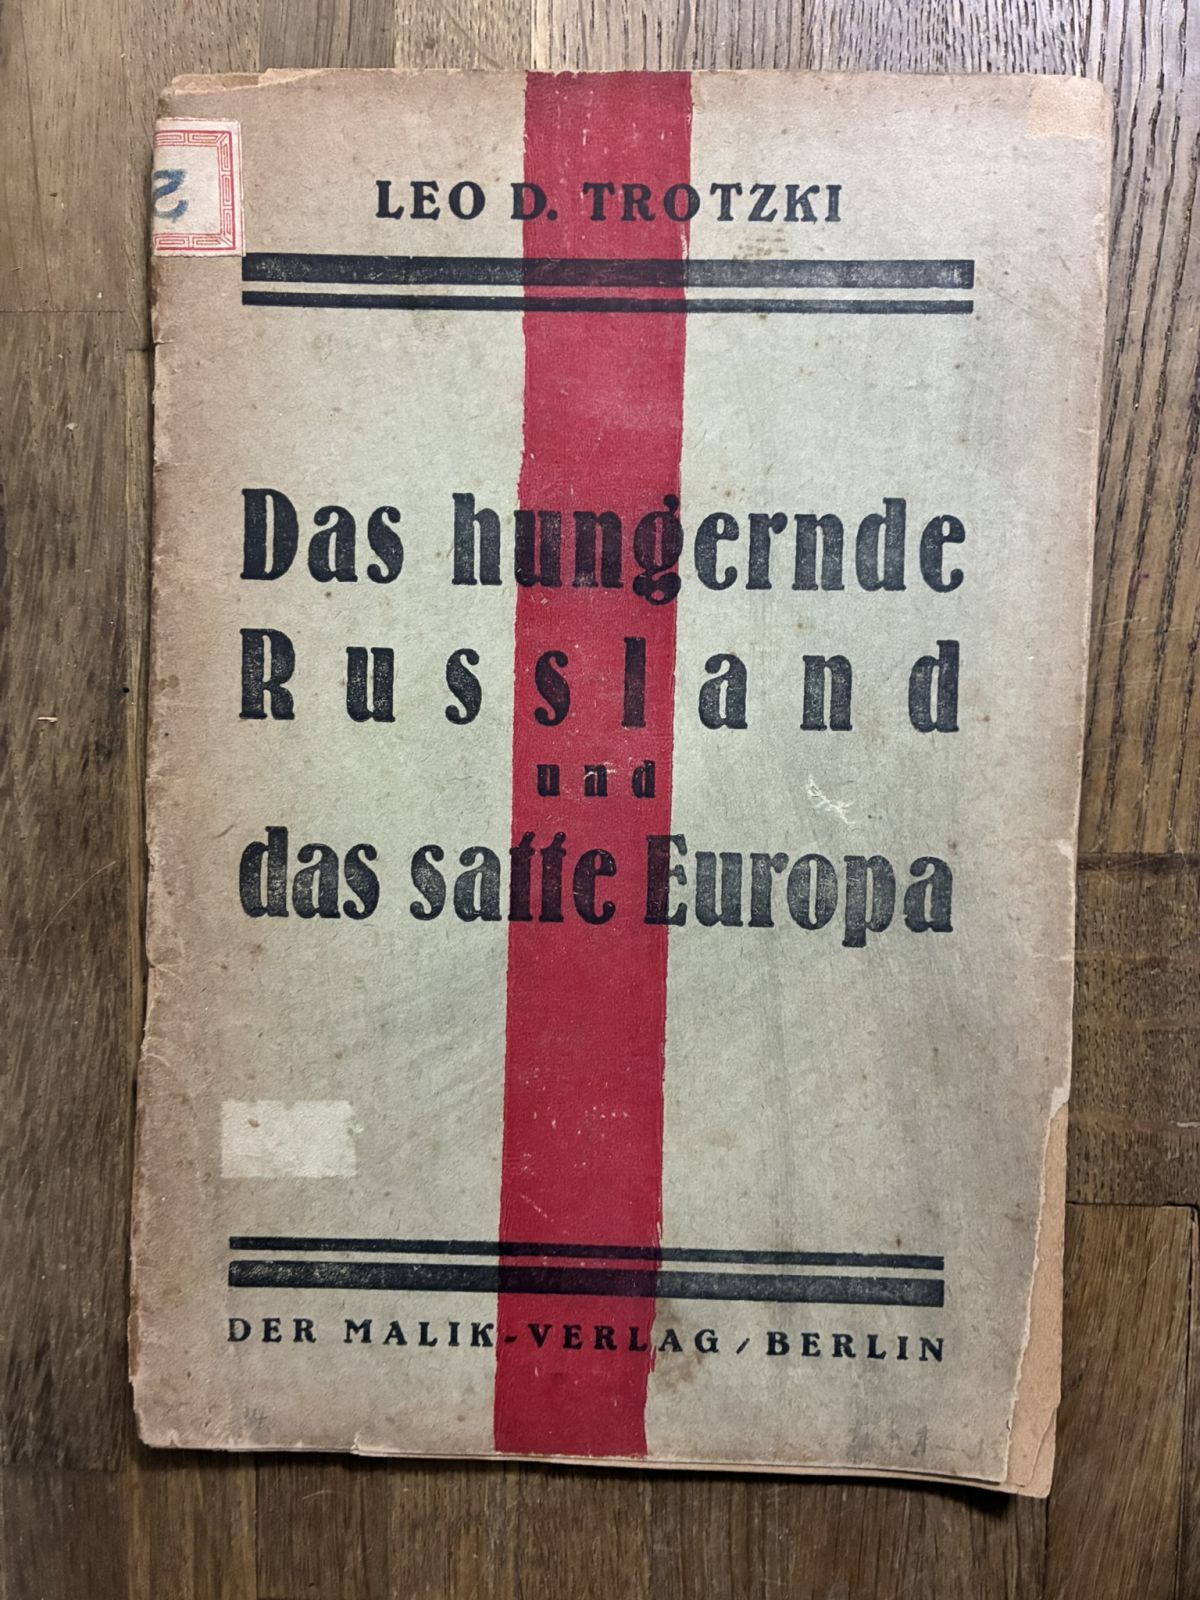 LEO D. TROTZKI
Das hungernde
Russland
und
das satte Europa
DER MALIK-VERLAG / BERLIN